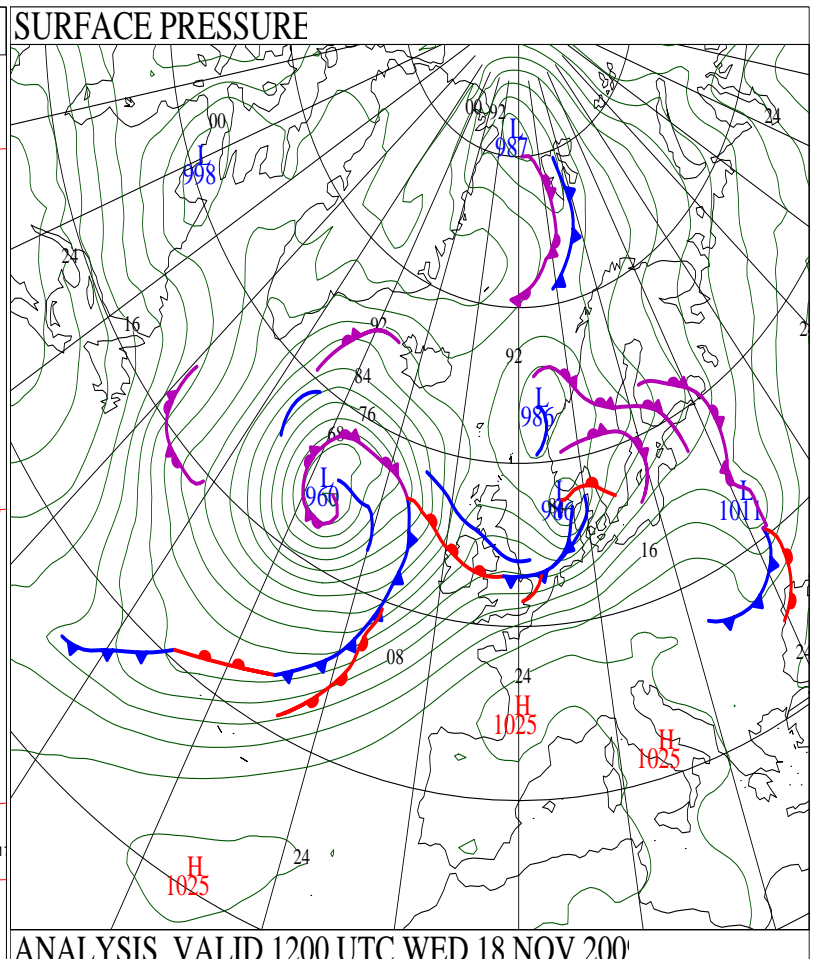 SURFACE PRESSURE
00 92
24
L
987
00
L
998
24
16
92
92
84
76
68
L
986
L
960
L
986
L
1011
16
08
24
H
1025
H
1025
24
H
1025
ANALYSIS VALID 1200 UTC WED 18 NOV 200